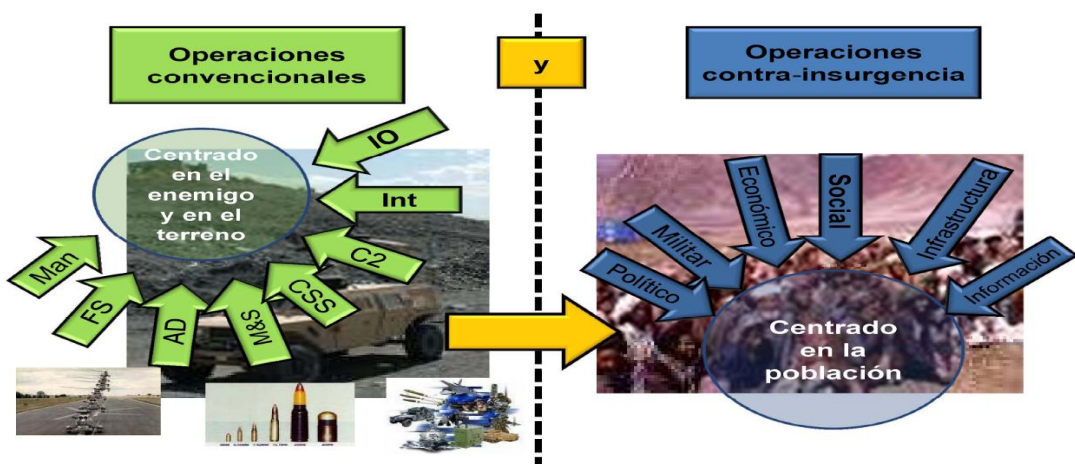 Operaciones
convencionales
y
Operaciones
contra-insurgencia
Centrado
en el
enemigo
y en el
terreno
IO
Int
C2
CSS
M&S
AD
FS
Man
Político
Militar
Económico
Social
Infrastructura
Información
Centrado
en la
población